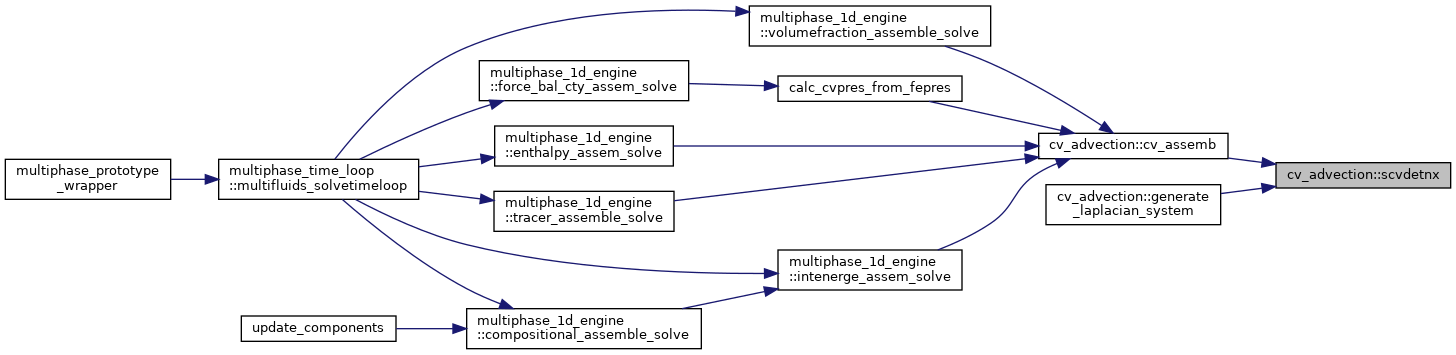 multiphase_1d_engine
::volumefraction_assemble_solve
multiphase_1d_engine
::force_bal_cty_assem_solve
calc_cvpres_from_fepres
multiphase_1d_engine
::enthalpy_assem_solve
cv_advection::cv_assemb
multiphase_prototype
_wrapper
multiphase_time_loop
::multifluids_solvetimeloop
cv_advection::scvdetnx
multiphase_1d_engine
::tracer_assemble_solve
cv_advection::generate
_laplacian_system
multiphase_1d_engine
::intenerge_assem_solve
update_components
multiphase_1d_engine
::compositional_assemble_solve